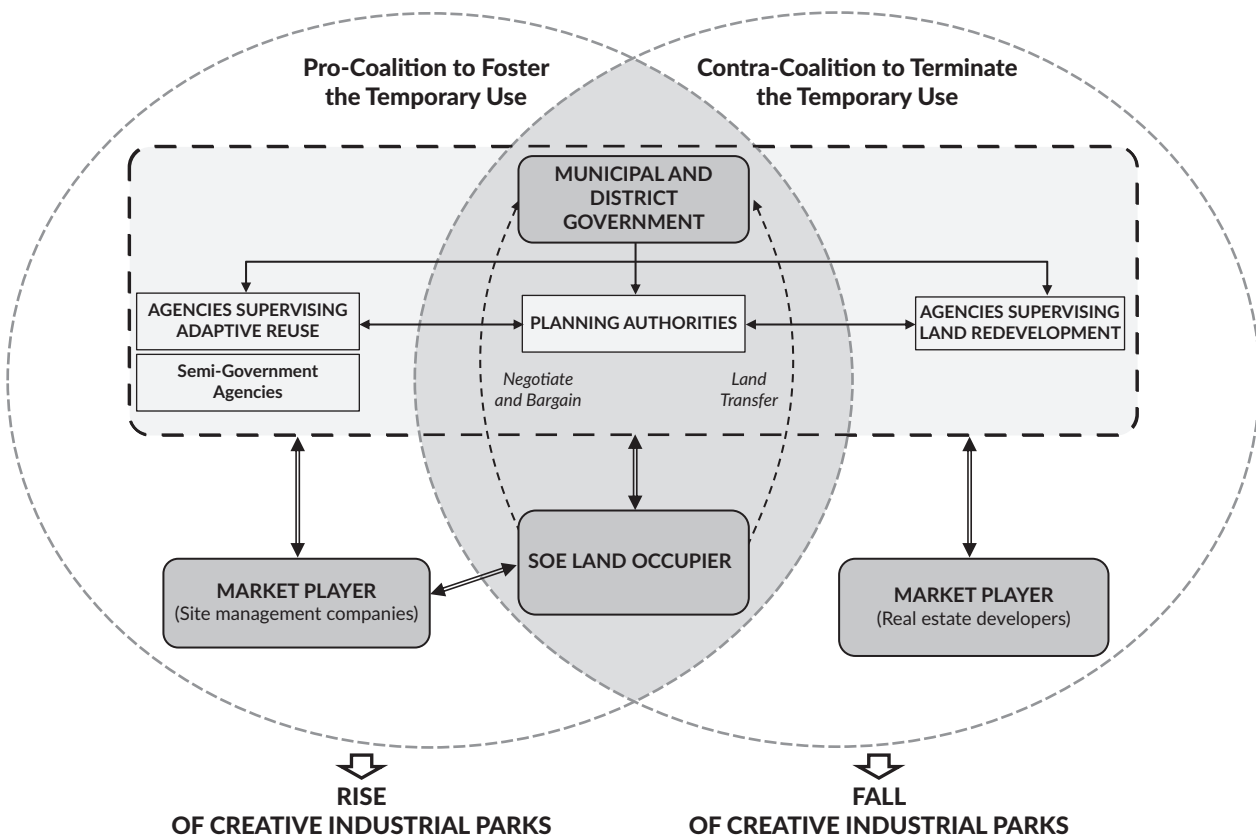 Pro-Coalition to Foster
the Temporary Use
Contra-Coalition to Terminate
the Temporary Use
MUNICIPAL AND
DISTRICT
GOVERNMENT
AGENCIES SUPERVISING
ADAPTIVE REUSE
PLANNING AUTHORITIES
AGENCIES SUPERVISING
LAND REDEVELOPMENT
Semi-Government
Agencies
Negotiate
and Bargain
Land
Transfer
SOE LAND OCCUPIER
MARKET PLAYER
(Site management companies)
MARKET PLAYER
(Real estate developers)
RISE
OF CREATIVE INDUSTRIAL PARKS
FALL
OF CREATIVE INDUSTRIAL PARKS